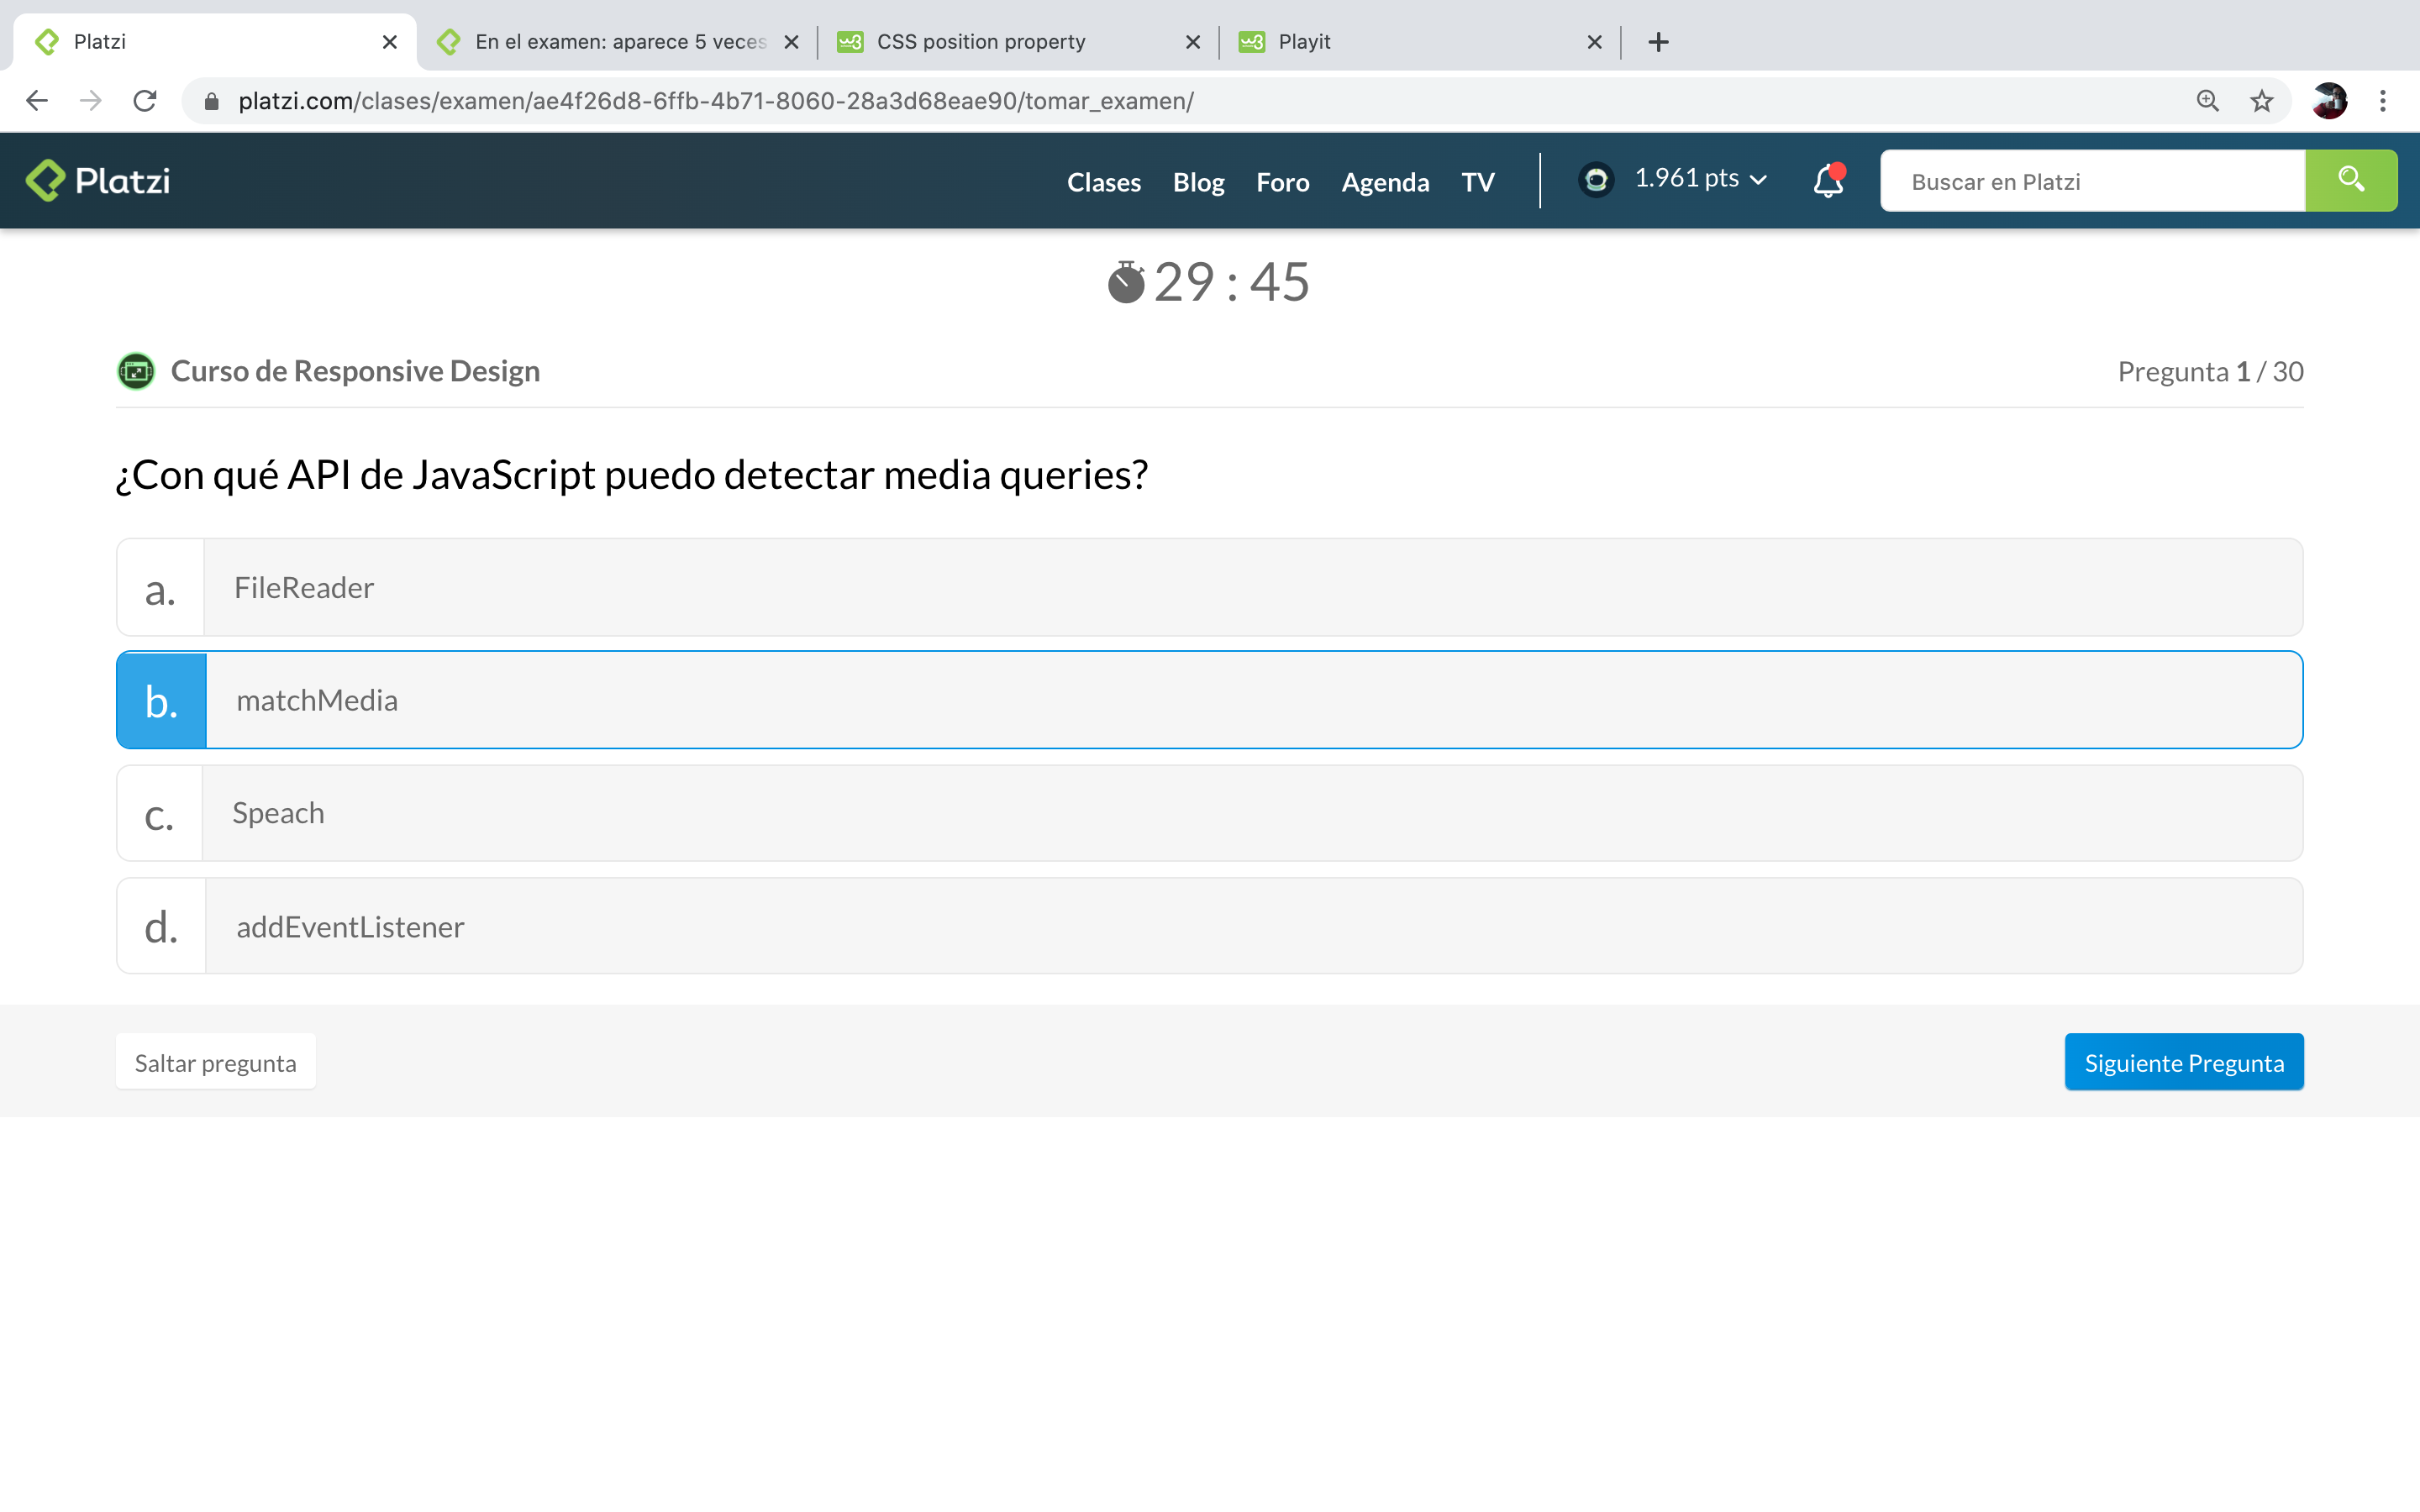 Platzi
En el examen: aparece 5 veces
CSS position property
Playit
platzi.com/clases/examen/ae4f26d8-6ffb-4b71-8060-28a3d68eae90/tomar_examen/
Platzi
Clases
Blog
Foro
Agenda
TV
1.961 pts
Buscar en Platzi
29 : 45
Curso de Responsive Design
Pregunta 1 / 30
¿Con qué API de JavaScript puedo detectar media queries?
a. FileReader
b. matchMedia
c. Speach
d. addEventListener
Saltar pregunta
Siguiente Pregunta